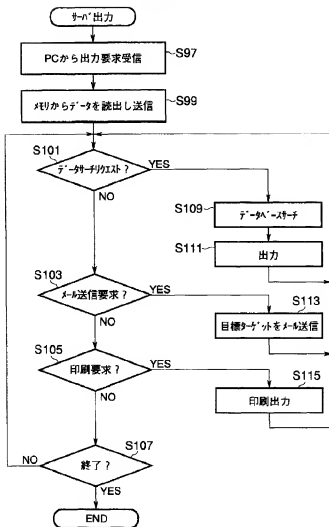 サーバ出力
PCから出力要求受信
S97
メモリからデータを読出し送信
S99
S101
データサーチリクエスト?
YES
NO
S109
データベースサーチ
S111
出力
S103
メール送信要求?
YES
NO
S113
目標ターゲットをメール送信
S105
印刷要求?
YES
NO
S115
印刷出力
S107
終了?
NO
YES
END